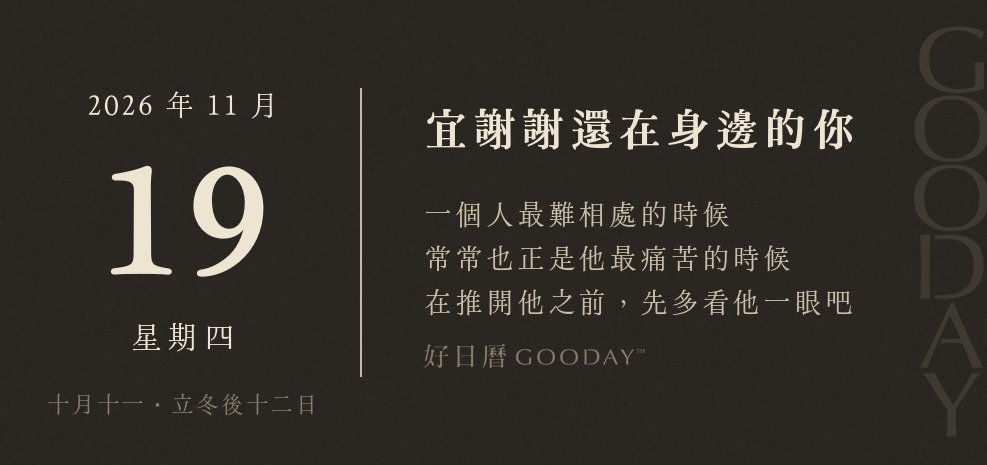 2026 年 11 月
19
星期四
十月十一・立冬後十二日
宜謝謝還在身邊的你
一個人最難相處的時候
常常也正是他最痛苦的時候
在推開他之前，先多看他一眼吧
好日曆 GOODAY™
GOODAY